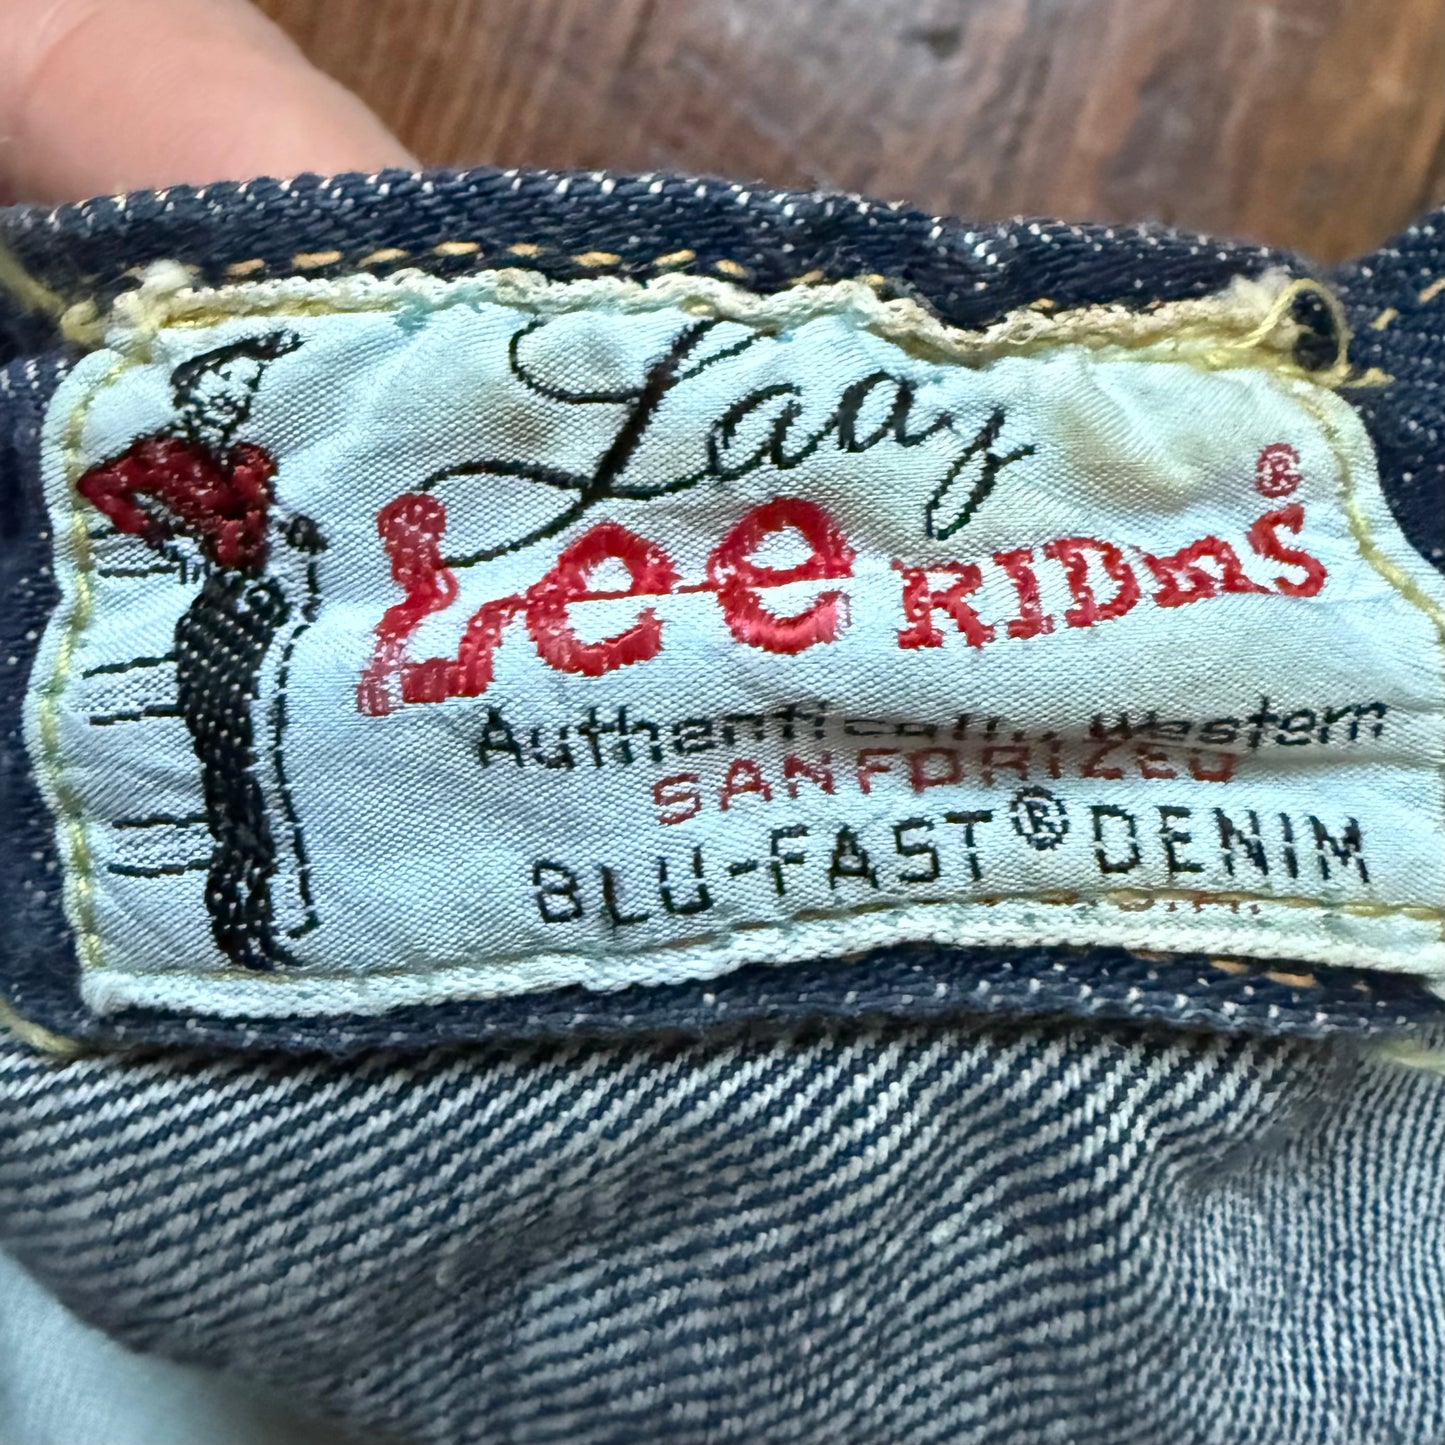 Lady
Lee RIDERS®
Authentically Western
SANFORIZED
BLU-FAST® DENIM